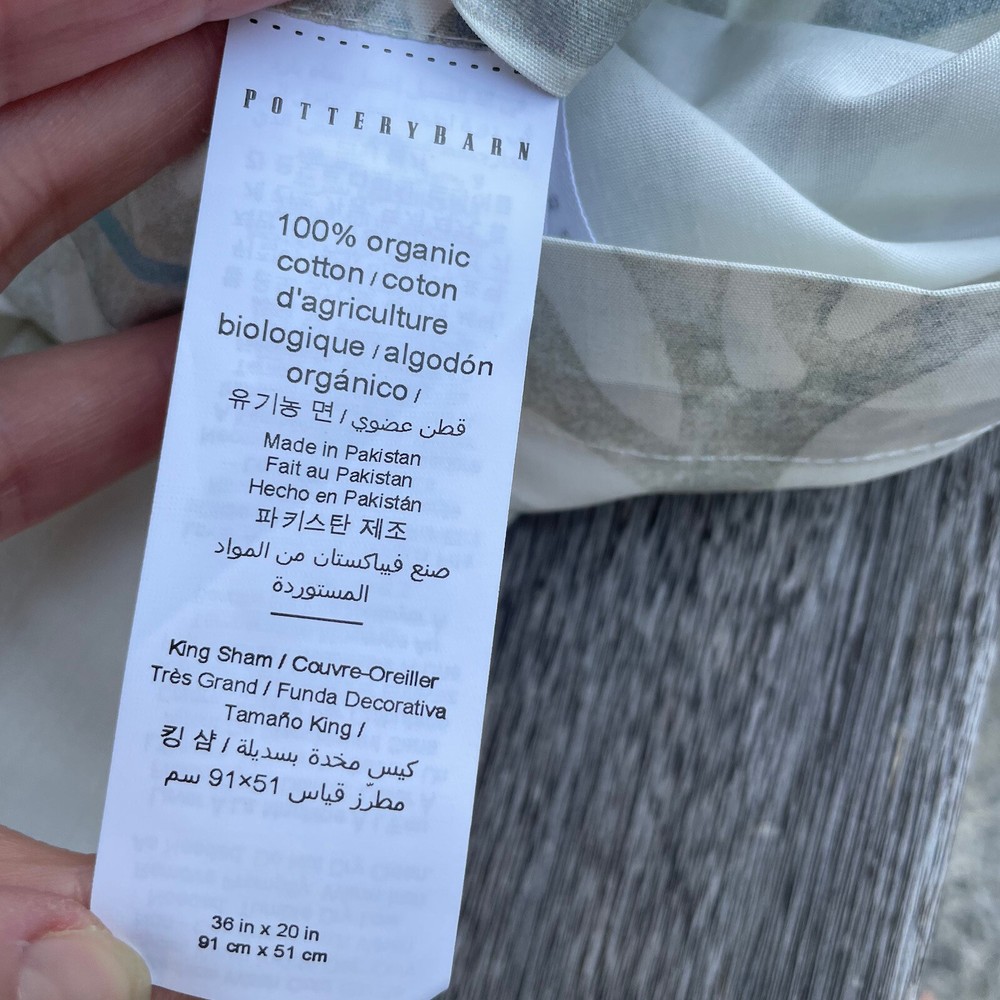 POTTERYBARN
100% organic
cotton / coton
d'agriculture
biologique / algodón
orgánico /
유기농 면 / قطن عضوي
Made in Pakistan
Fait au Pakistan
Hecho en Pakistán
파키스탄 제조
صنع فيباكستان من المواد
المستوردة
King Sham / Couvre-Oreiller
Très Grand / Funda Decorativa
Tamaño King /
킹 샴 / كيس مخدة بسديلة
مطرّز قياس 51×91 سم
36 in x 20 in
91 cm x 51 cm